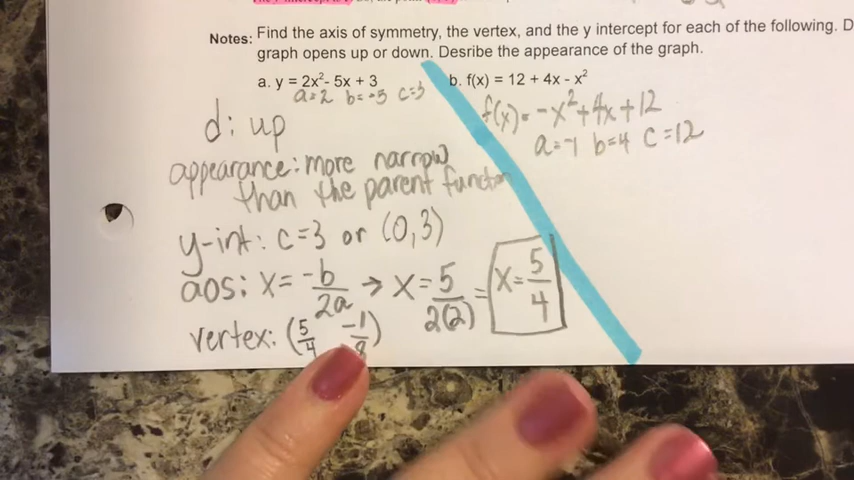 Notes: Find the axis of symmetry, the vertex, and the y intercept for each of the following. D
graph opens up or down. Desribe the appearance of the graph.
a. y = 2x² - 5x + 3
a=2 b=-5 c=3
d: up
appearance: more narrow
than the parent function
y-int: c=3 or (0,3)
aos: x = -b/2a → x = 5/2(2) = x = 5/4
vertex: (5/4 -1/8)
b. f(x) = 12 + 4x - x²
f(x) = -x² + 4x + 12
a=-1 b=4 c=12